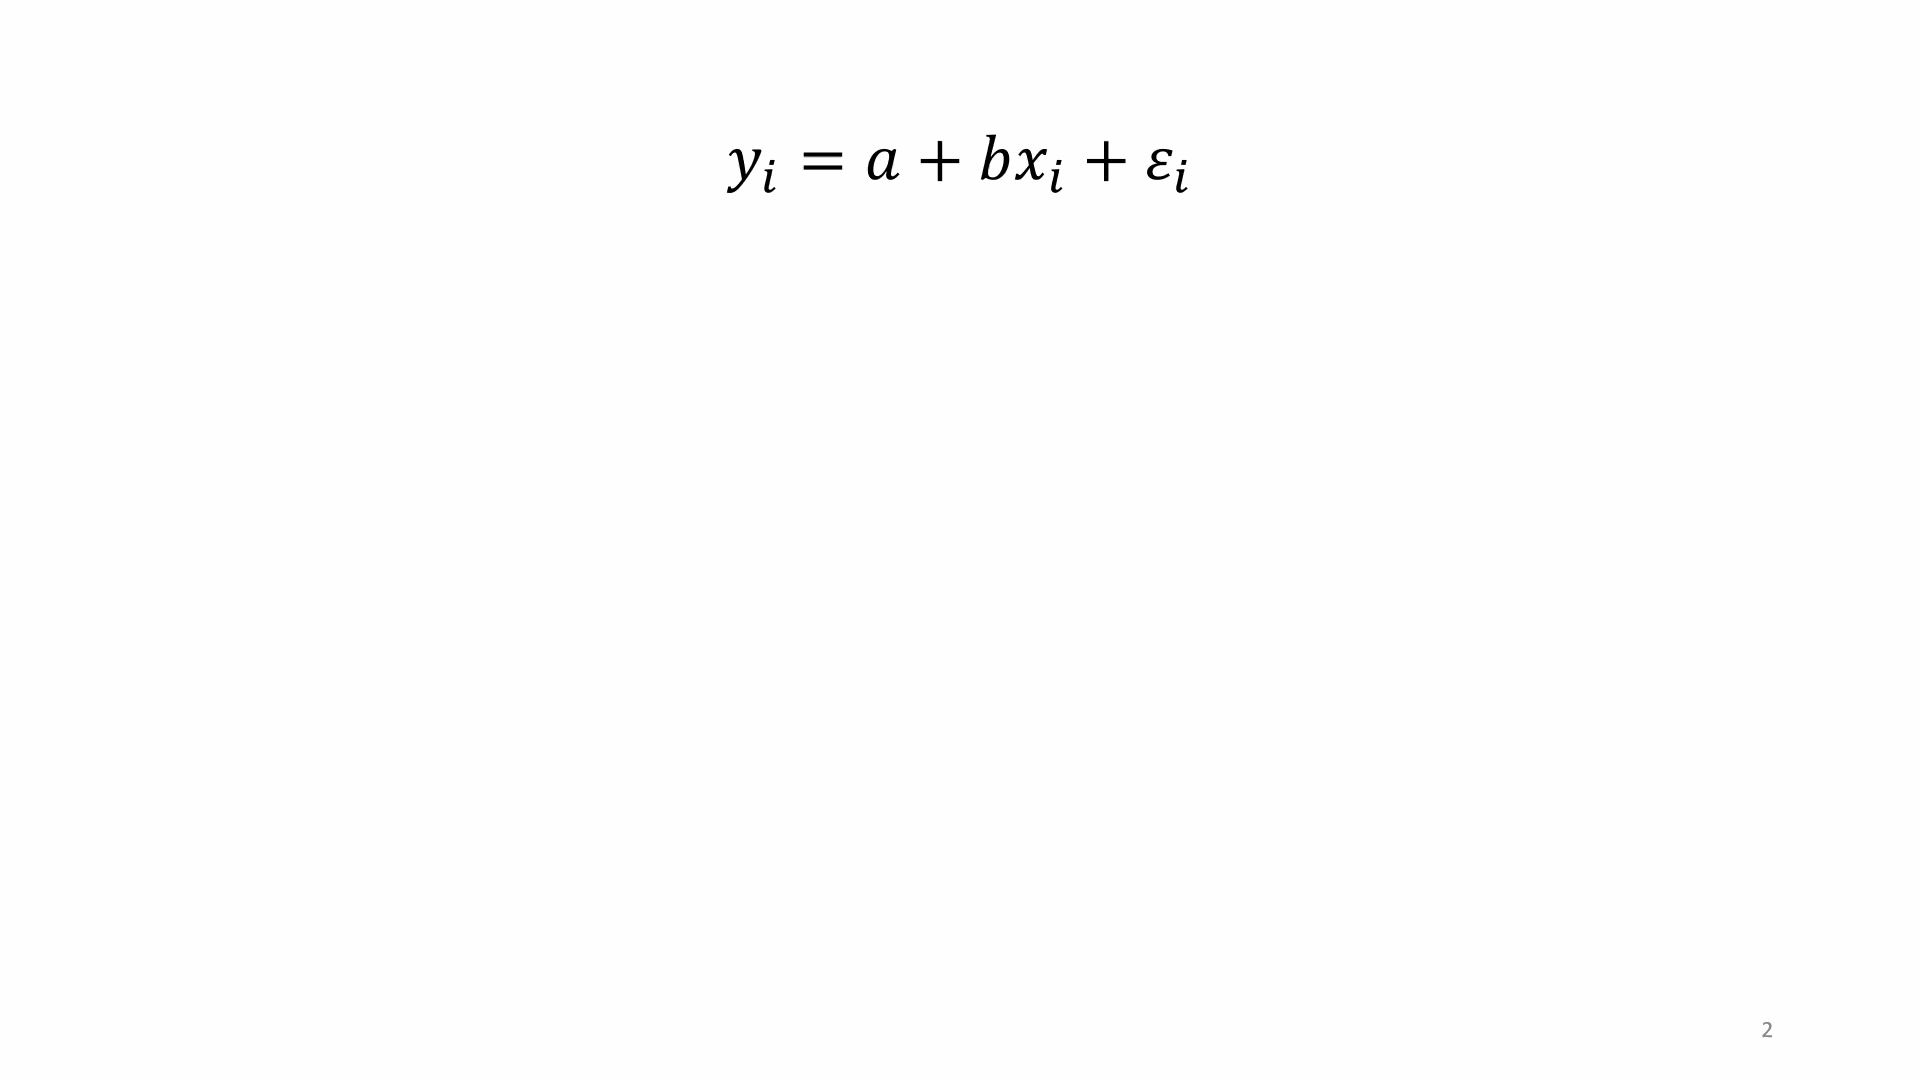 yᵢ = a + bxᵢ + εᵢ
2